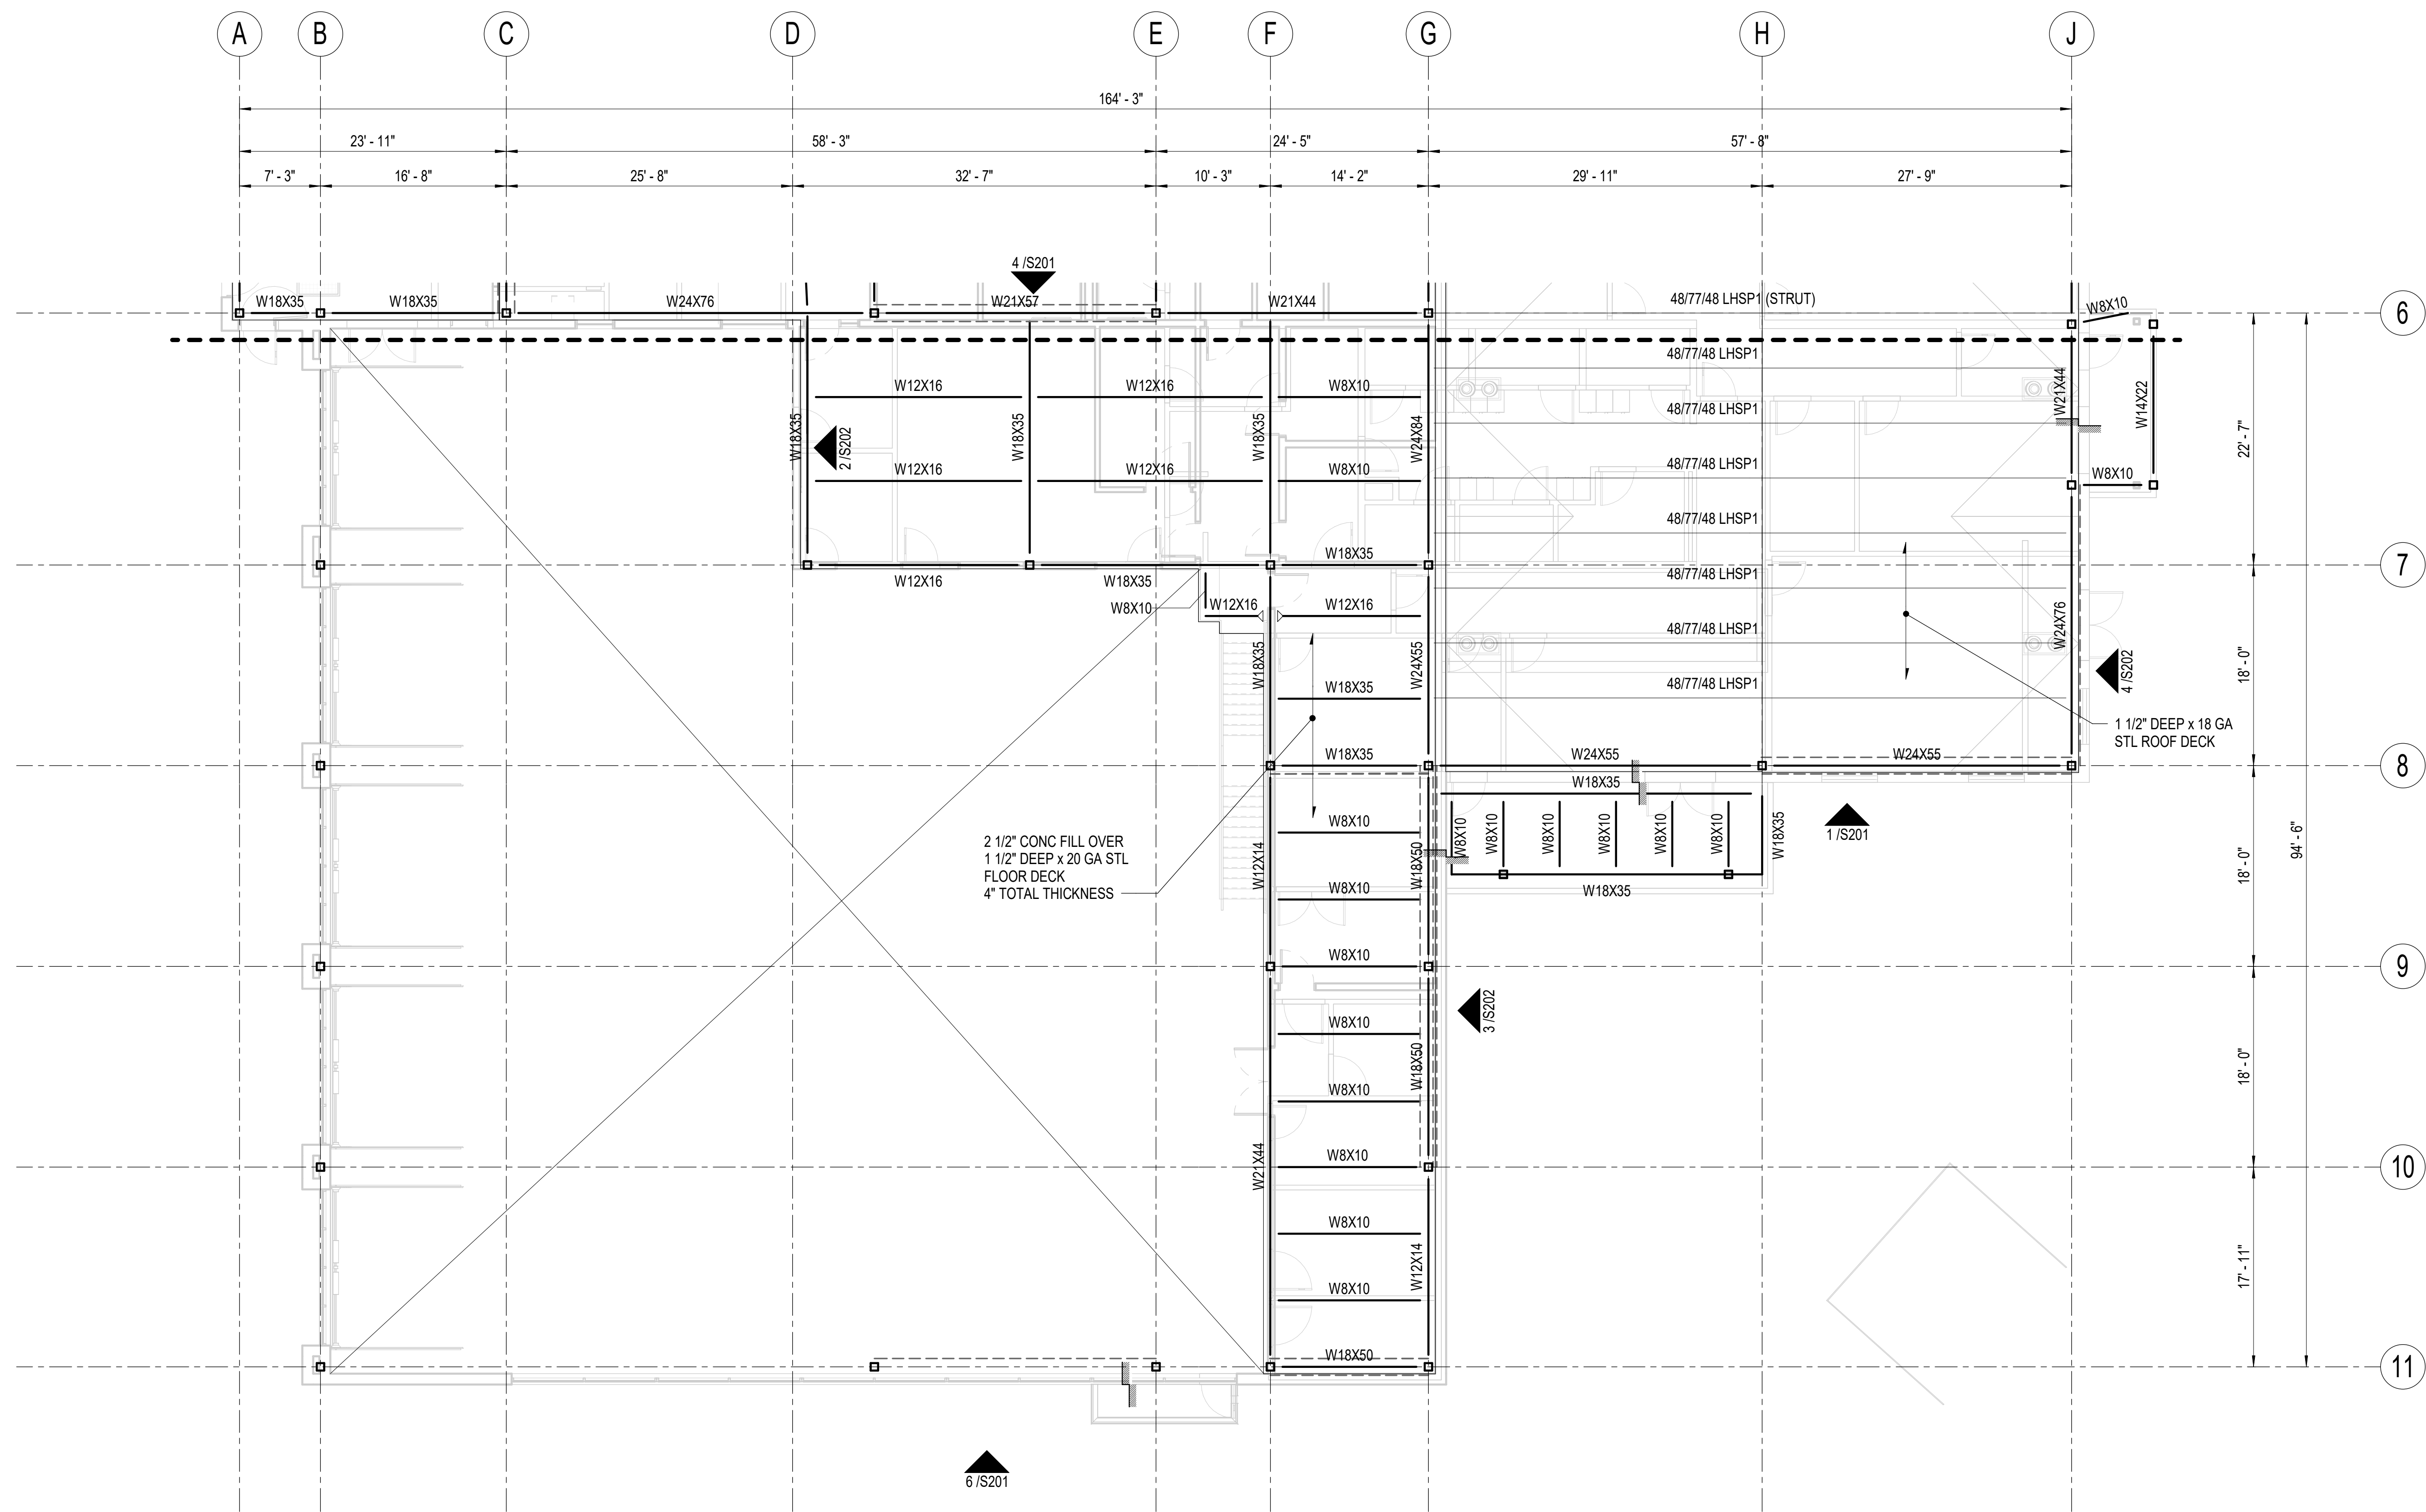 A B C D E F G H J
164' - 3"
23' - 11" 58' - 3" 24' - 5" 57' - 8"
7' - 3" 16' - 8" 25' - 8" 32' - 7" 10' - 3" 14' - 2" 29' - 11" 27' - 9"
4 /S201
W18X35 W18X35 W24X76 W21X57 W21X44 48/77/48 LHSP1 (STRUT) W8X10
6
48/77/48 LHSP1
W12X16 W12X16 W8X10
W21X44
W14X22
48/77/48 LHSP1
W18X35
2 /S202
W18X35
W18X35
W24X84
22' - 7"
48/77/48 LHSP1
W12X16 W12X16 W8X10 W8X10
48/77/48 LHSP1
W18X35
7
W12X16 W18X35 48/77/48 LHSP1
W8X10 W12X16 W12X16
48/77/48 LHSP1
W18X35
W24X55
W24X76
4 /S202
18' - 0"
W18X35 48/77/48 LHSP1
1 1/2" DEEP x 18 GA
STL ROOF DECK
W18X35 W24X55 W24X55
8
W18X35
W8X10
W8X10
W8X10
W8X10
W8X10
W8X10
W8X10
W18X35
1 /S201
2 1/2" CONC FILL OVER
1 1/2" DEEP x 20 GA STL
FLOOR DECK
4" TOTAL THICKNESS
W12X14
W18X50
18' - 0"
94' - 6"
W8X10 W18X35
W8X10
9
3 /S202
W8X10
W18X50
18' - 0"
W8X10
W21X44
W8X10
10
W8X10
W12X14
17' - 11"
W8X10
W18X50
11
6 /S201